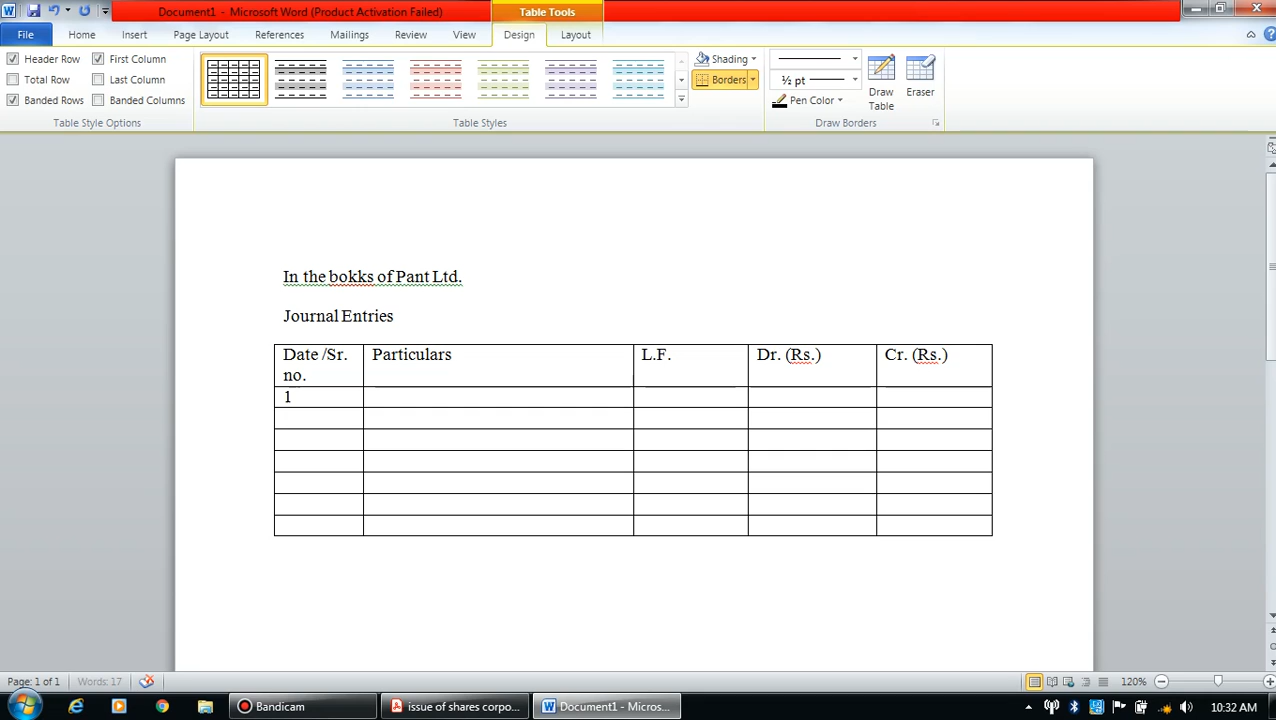 Document1 - Microsoft Word (Product Activation Failed)
Table Tools
File Home Insert Page Layout References Mailings Review View Design Layout
Header Row First Column
Total Row Last Column
Banded Rows Banded Columns
Table Style Options
Table Styles
Shading
Borders
½ pt
Pen Color
Draw Table
Eraser
Draw Borders
In the bokks of Pant Ltd.
Journal Entries
Date /Sr. no. Particulars L.F. Dr. (Rs.) Cr. (Rs.)
1
Page: 1 of 1 Words: 17 120%
Bandicam issue of shares corpo... Document1 - Micros... 10:32 AM